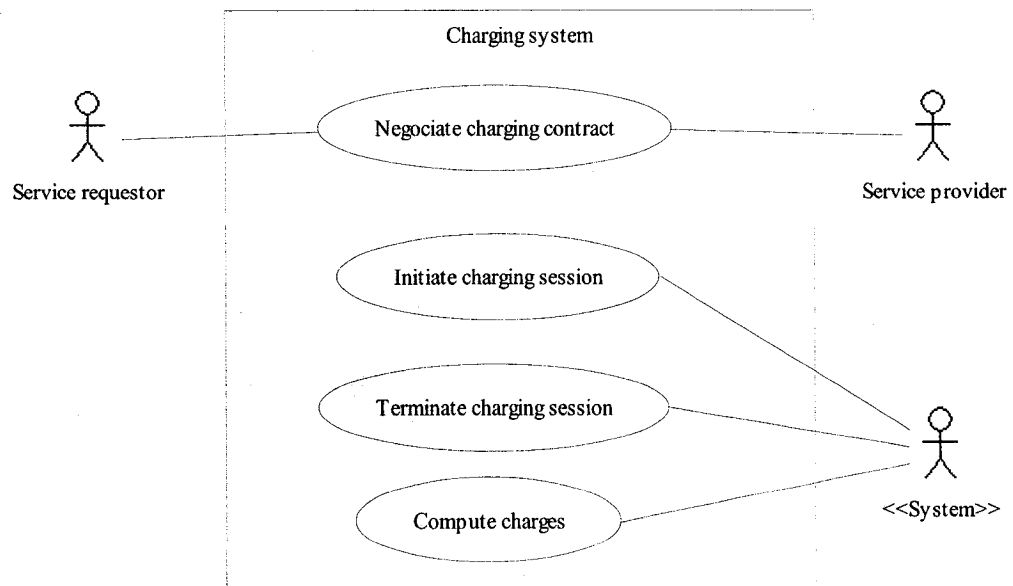 Charging system
Negociate charging contract
Service requestor
Service provider
Initiate charging session
Terminate charging session
<<System>>
Compute charges